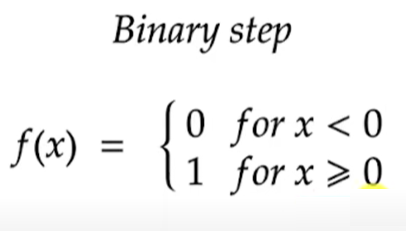 Binary step
f(x) = { 0 for x < 0
1 for x ⩾ 0